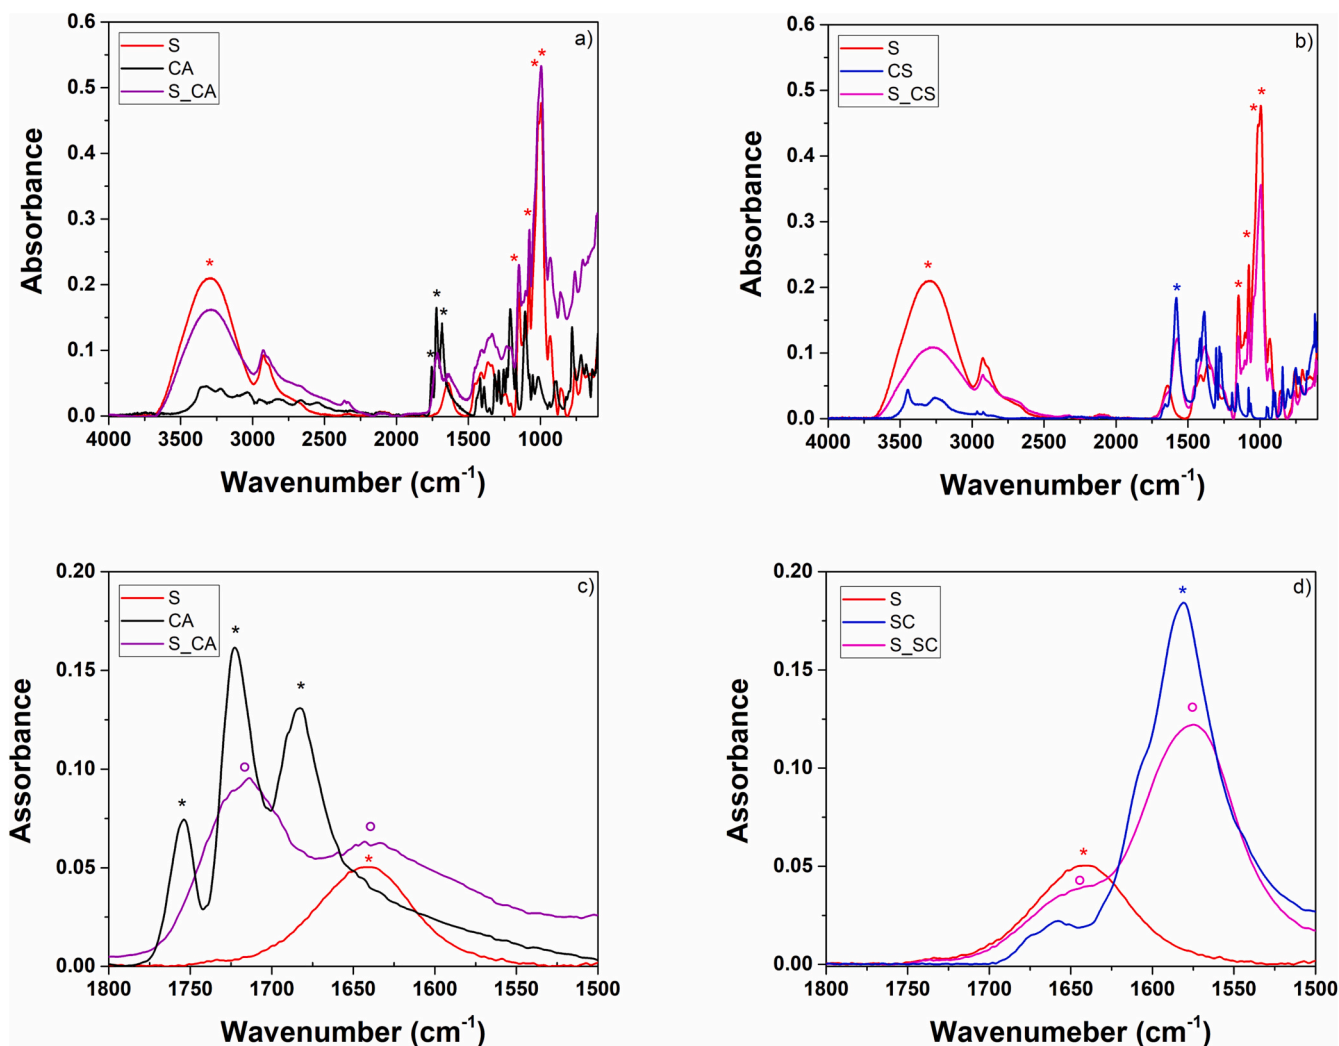 a)
S
CA
S_CA
0.6
0.5
0.4
0.3
0.2
0.1
0.0
Absorbance
4000 3500 3000 2500 2000 1500 1000
Wavenumber (cm-1)
b)
S
CS
S_CS
0.6
0.5
0.4
0.3
0.2
0.1
0.0
Absorbance
4000 3500 3000 2500 2000 1500 1000
Wavenumber (cm-1)
c)
S
CA
S_CA
0.20
0.15
0.10
0.05
0.00
Assorbance
1800 1750 1700 1650 1600 1550 1500
Wavenumber (cm-1)
d)
S
SC
S_SC
0.20
0.15
0.10
0.05
0.00
Assorbance
1800 1750 1700 1650 1600 1550 1500
Wavenumeber (cm-1)